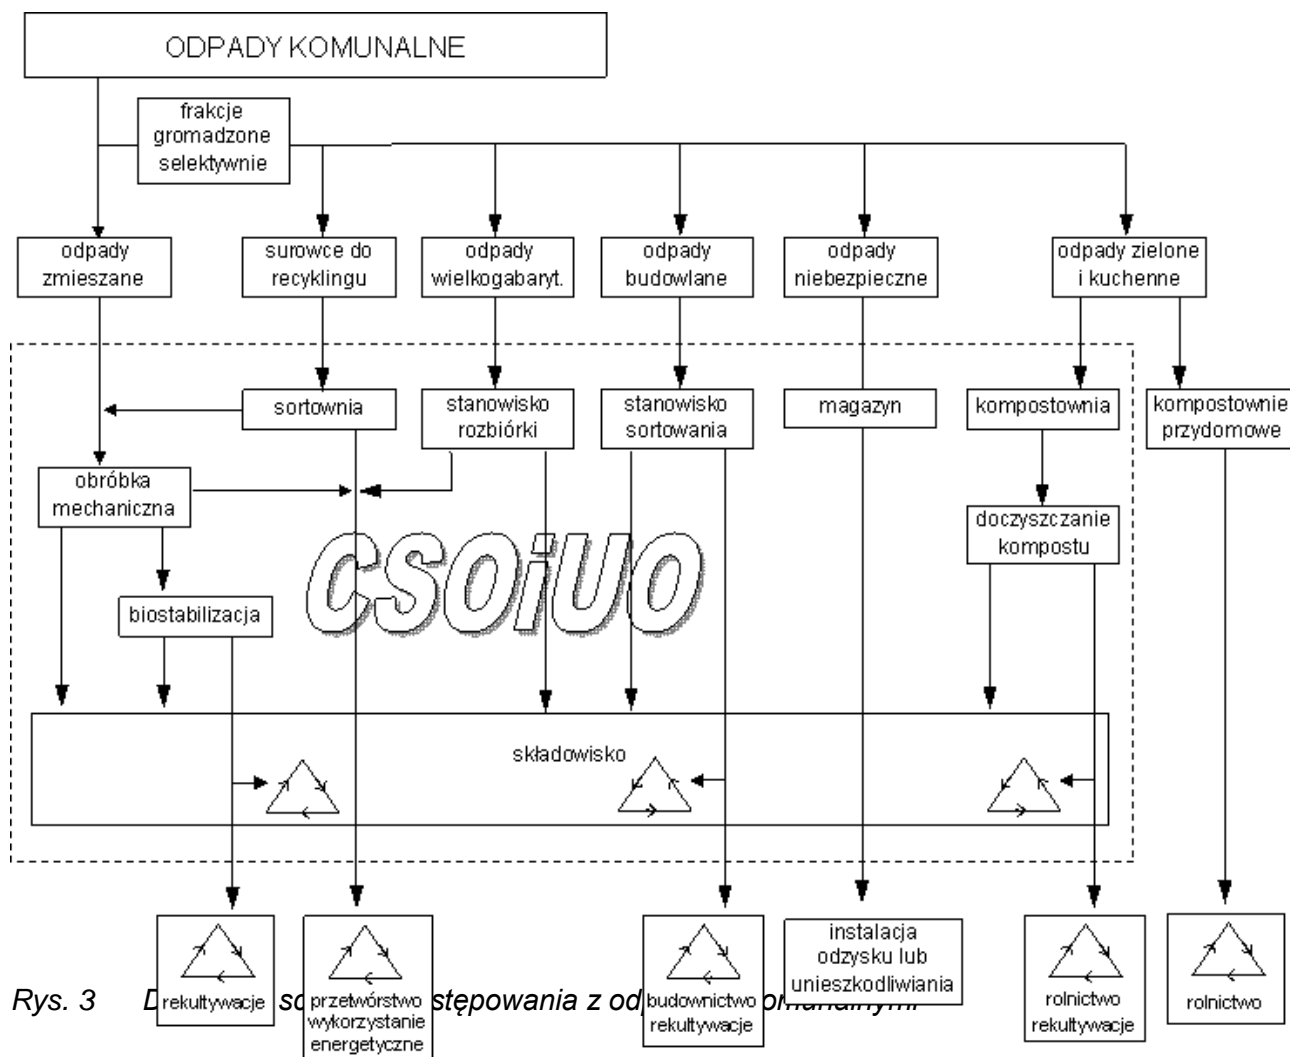 ODPADY KOMUNALNE
frakcje
gromadzone
selektywnie
odpady
zmieszane
surowce do
recyklingu
odpady
wielkogabaryt.
odpady
budowlane
odpady
niebezpieczne
odpady zielone
i kuchenne
sortownia
stanowisko
rozbiórki
stanowisko
sortowania
magazyn
kompostownia
kompostownie
przydomowe
obróbka
mechaniczna
doczyszczanie
kompostu
CSOiUO
biostabilizacja
składowisko
rekultywacje
przetwórstwo
wykorzystanie
energetyczne
budownictwo
rekultywacje
instalacja
odzysku lub
unieszkodliwiania
rolnictwo
rekultywacje
rolnictwo
Rys. 3 z